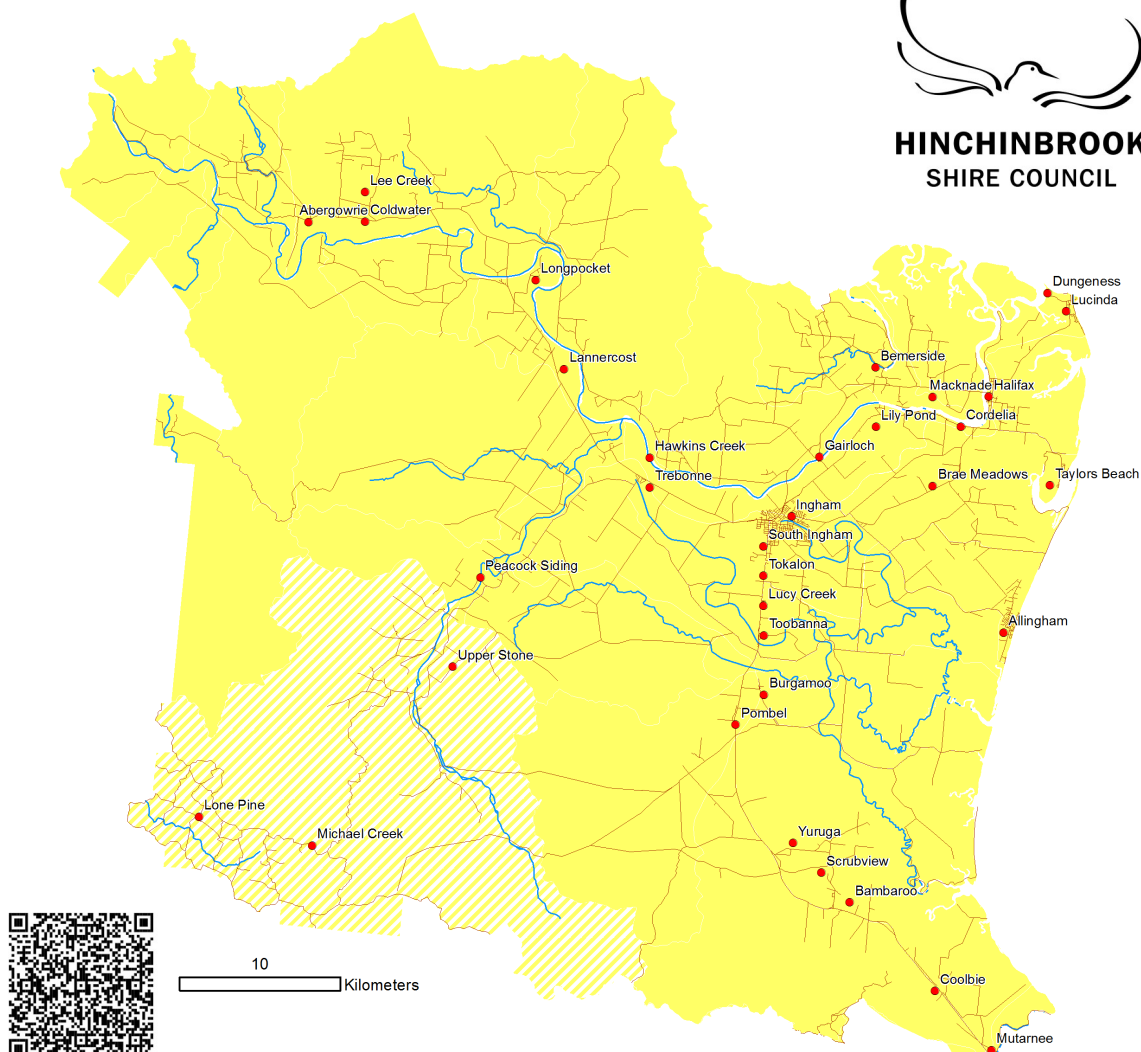 HINCHINBROOK
SHIRE COUNCIL
Lee Creek
Abergowrie Coldwater
Longpocket
Dungeness
Lucinda
Lannercost
Bemerside
Macknade Halifax
Lily Pond
Cordelia
Hawkins Creek
Gairloch
Trebonne
Brae Meadows
Taylors Beach
Ingham
South Ingham
Peacock Siding
Tokalon
Lucy Creek
Toobanna
Allingham
Upper Stone
Burgamoo
Pombel
Lone Pine
Michael Creek
Yuruga
Scrubview
Bambaroo
10
Kilometers
Coolbie
Mutarnee